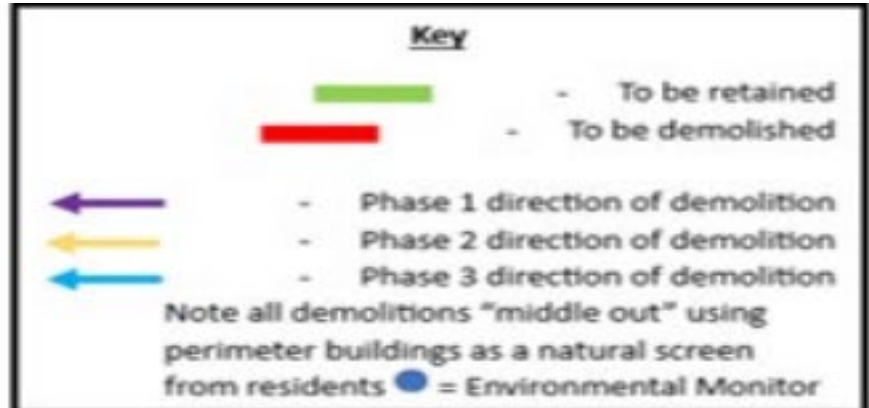 Key
- To be retained
- To be demolished
- Phase 1 direction of demolition
- Phase 2 direction of demolition
- Phase 3 direction of demolition
Note all demolitions “middle out” using
perimeter buildings as a natural screen
from residents = Environmental Monitor